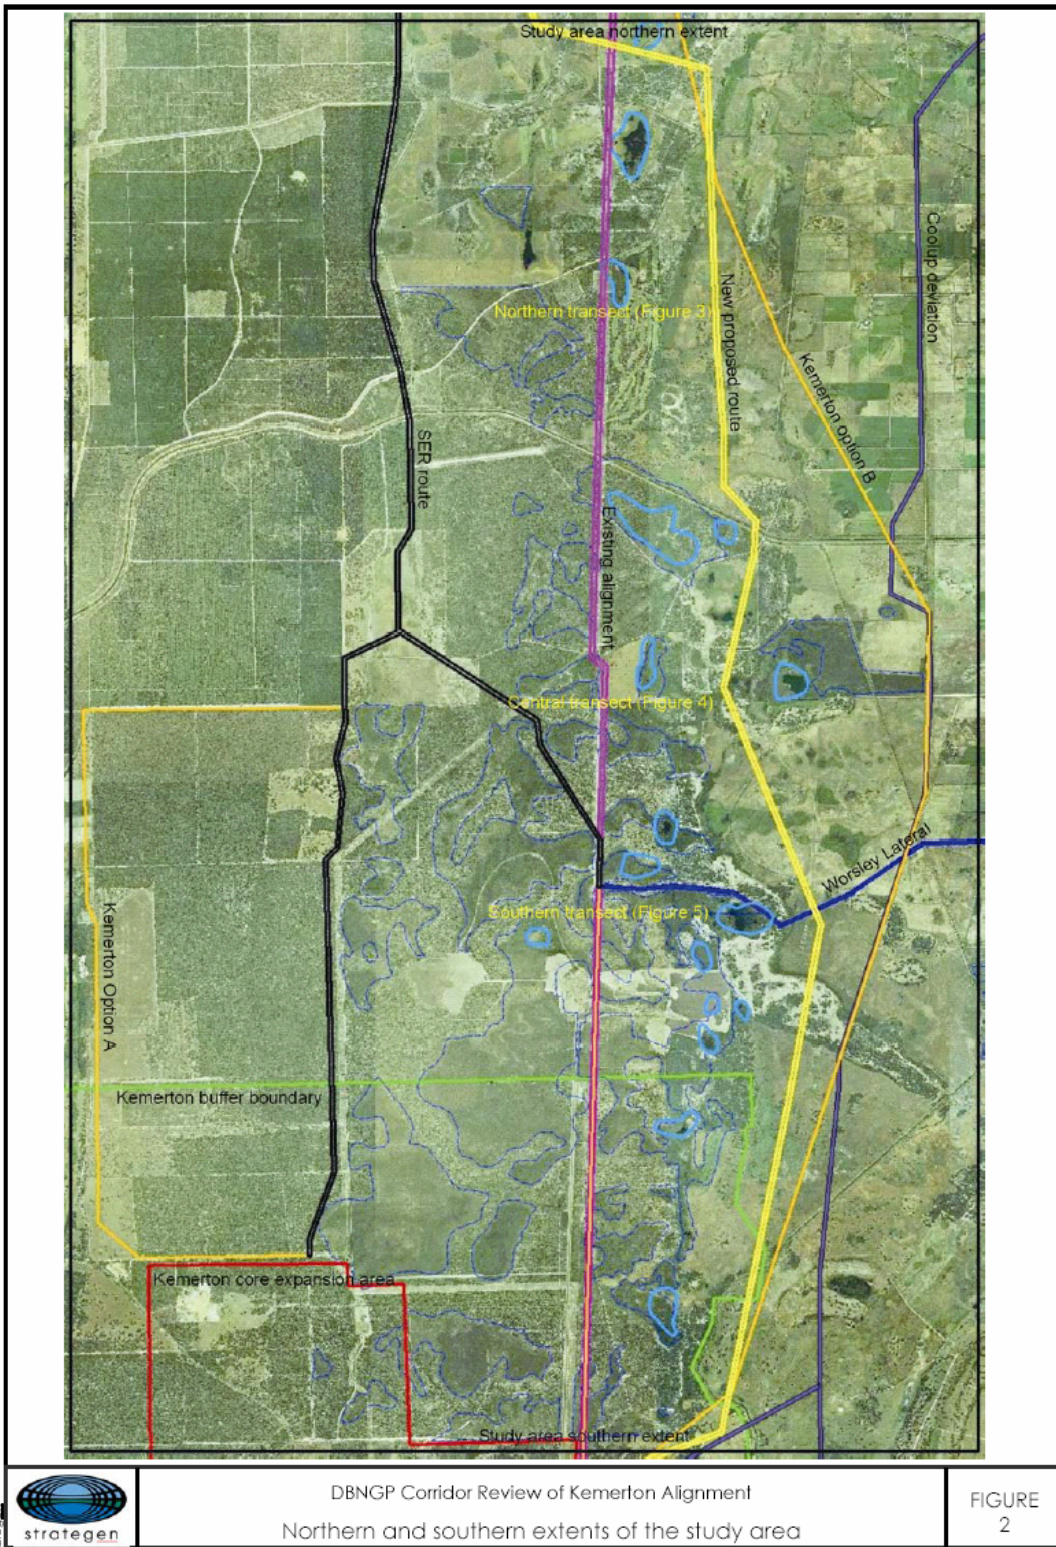 Study area northern extent
Coolup deviation
Northern transect (Figure 3)
New proposed route
Kemerton option B
SER route
Existing alignment
Central transect (Figure 4)
Worsley Lateral
Kemerton Option A
Southern transect (Figure 5)
Kemerton buffer boundary
Kemerton core expansion area
Study area southern extent
strategen
DBNGP Corridor Review of Kemerton Alignment
Northern and southern extents of the study area
FIGURE
2